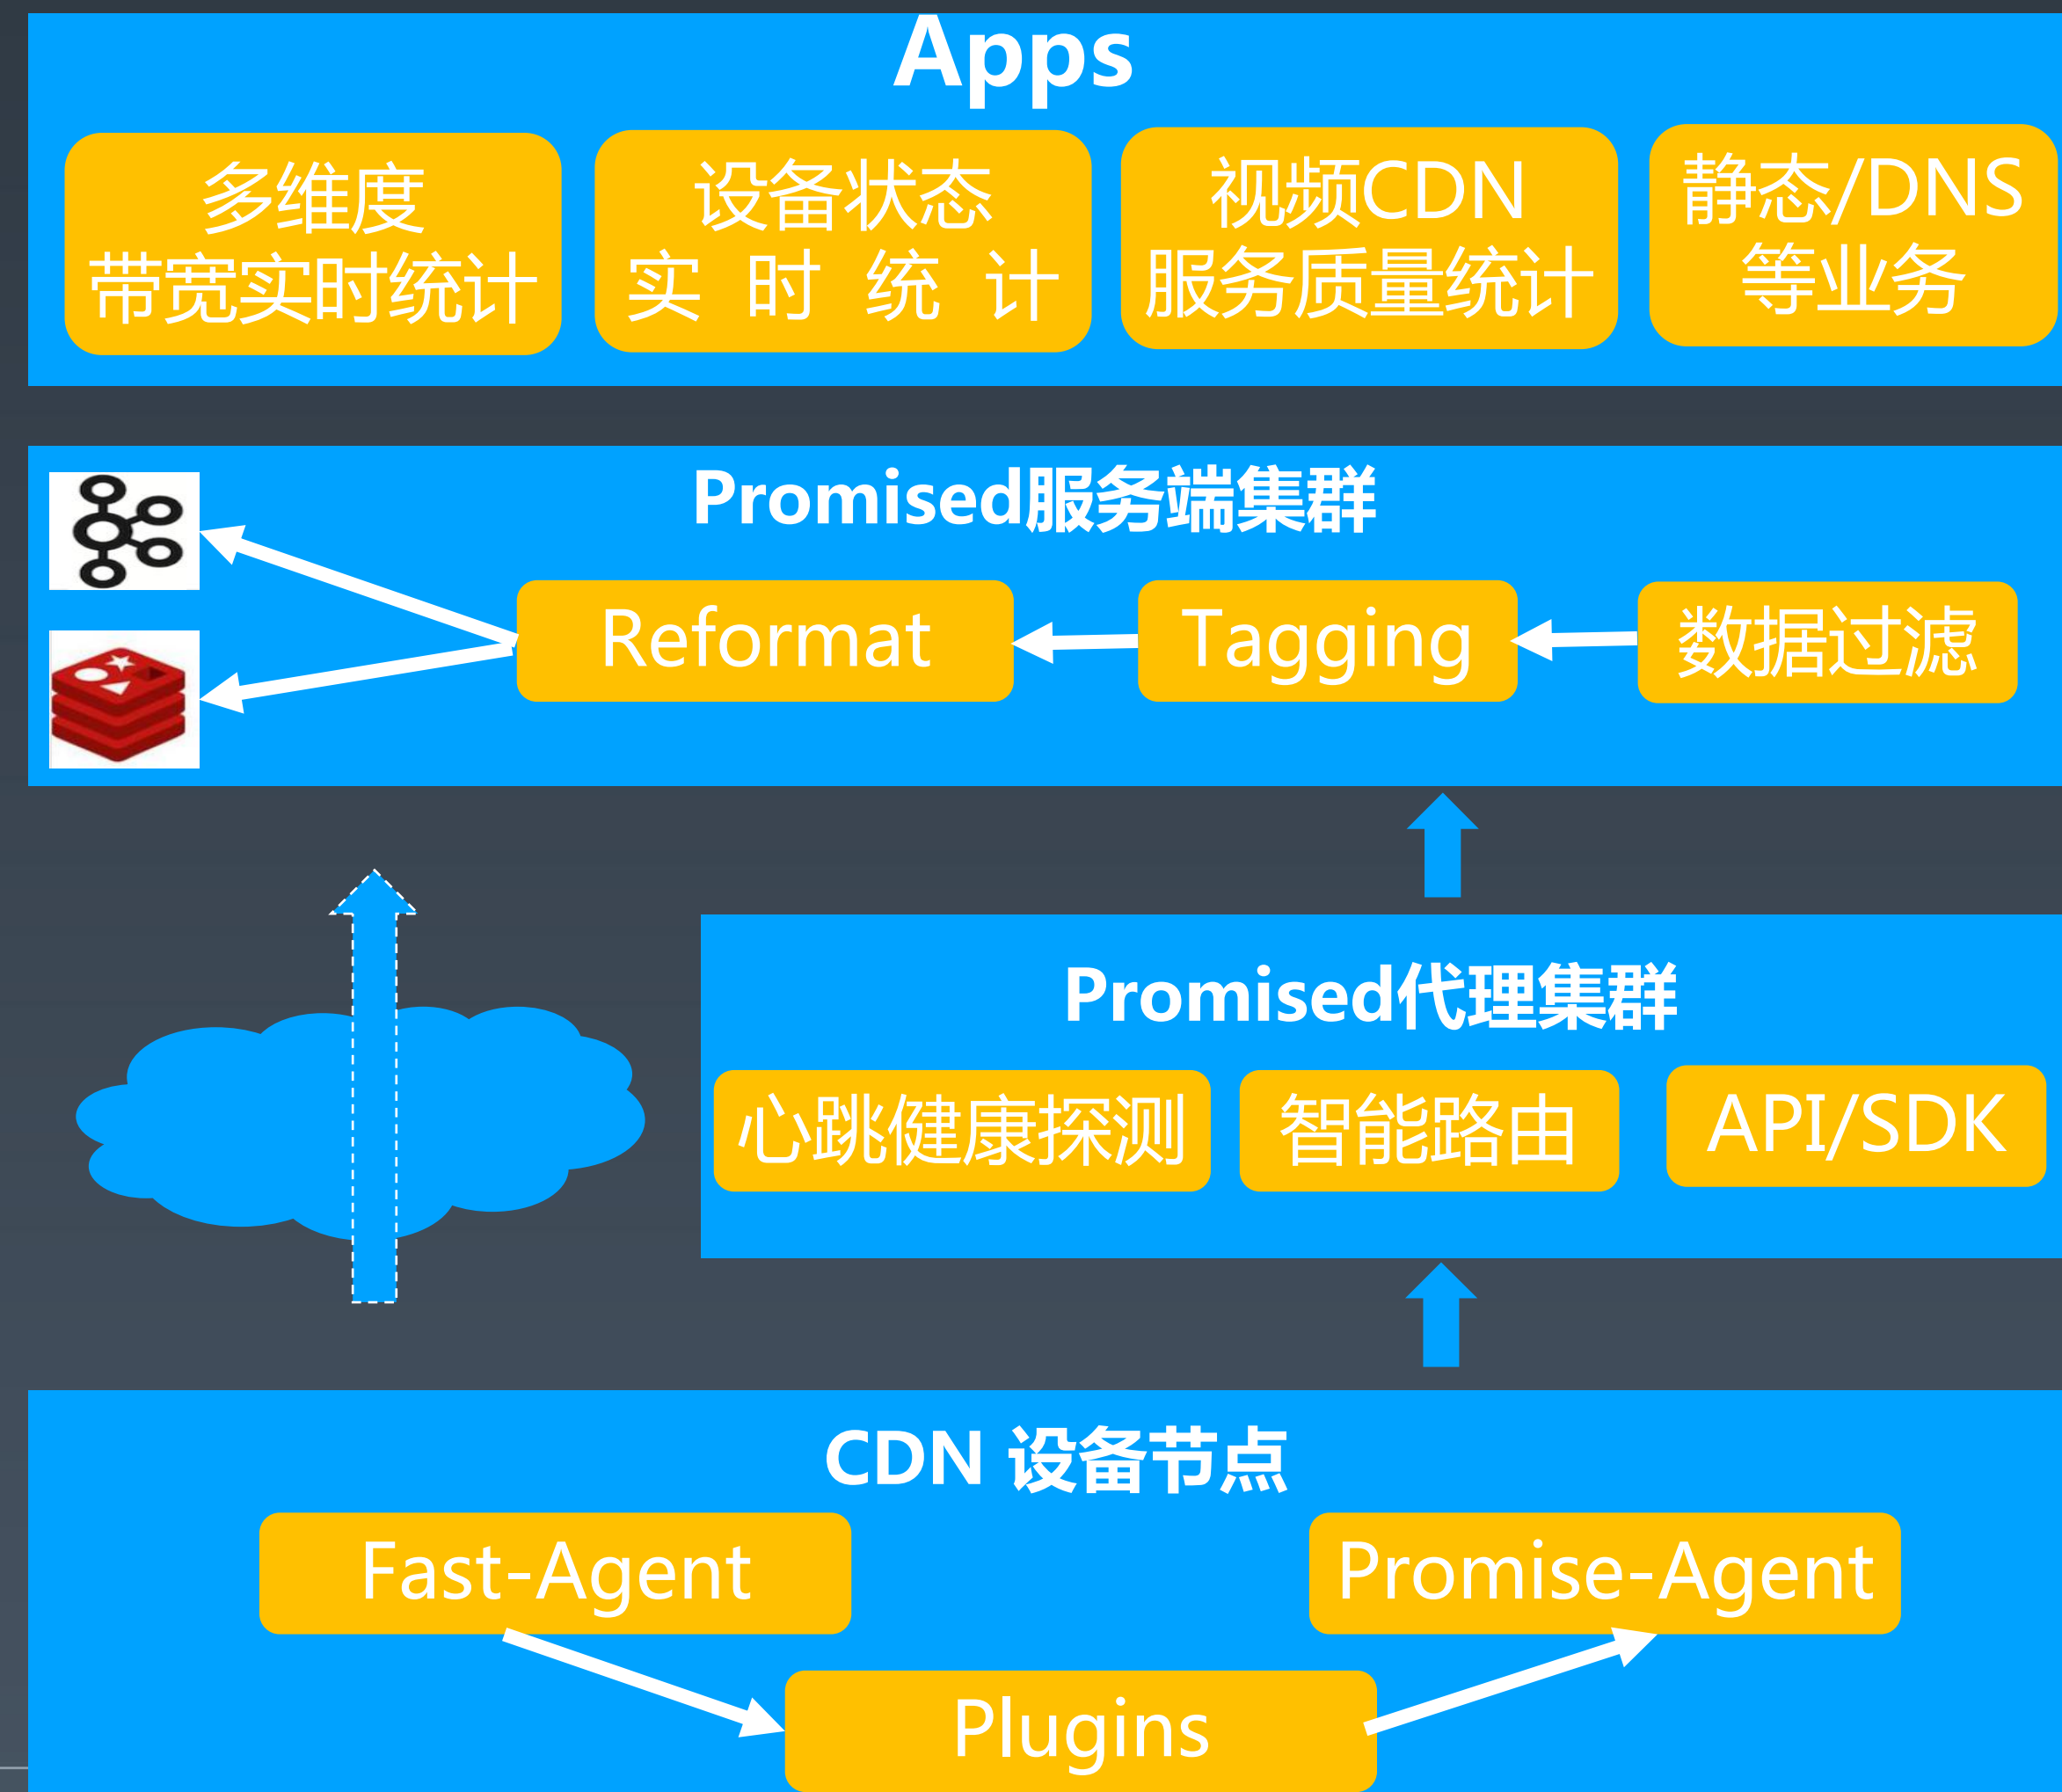 Apps
多维度
带宽实时统计
设备状态
实 时 统 计
视频CDN
服务质量统计
静态/DNS
等业务
Promised服务端集群
Reformat
Tagging
数据过滤
Promised代理集群
心跳健康探测
智能路由
API/SDK
CDN 设备节点
Fast-Agent
Promise-Agent
Plugins